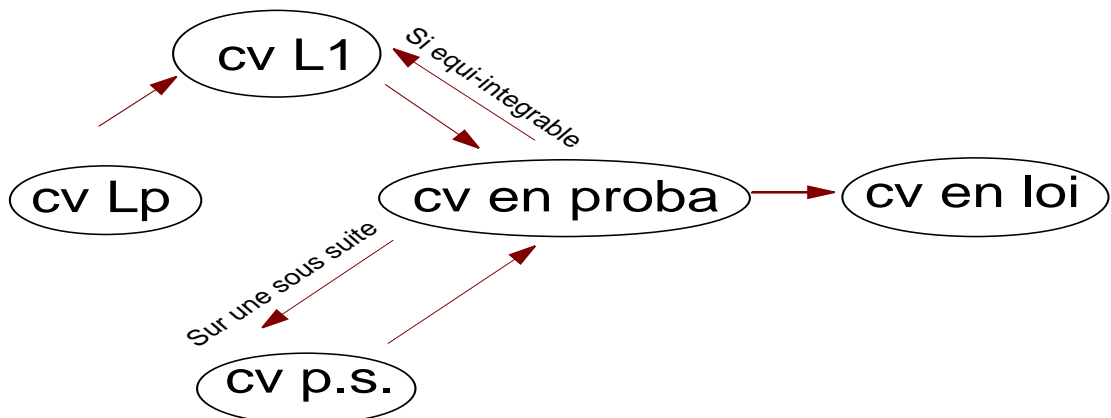 cv L1
Si equi-integrable
cv Lp
cv en proba
cv en loi
Sur une sous suite
cv p.s.